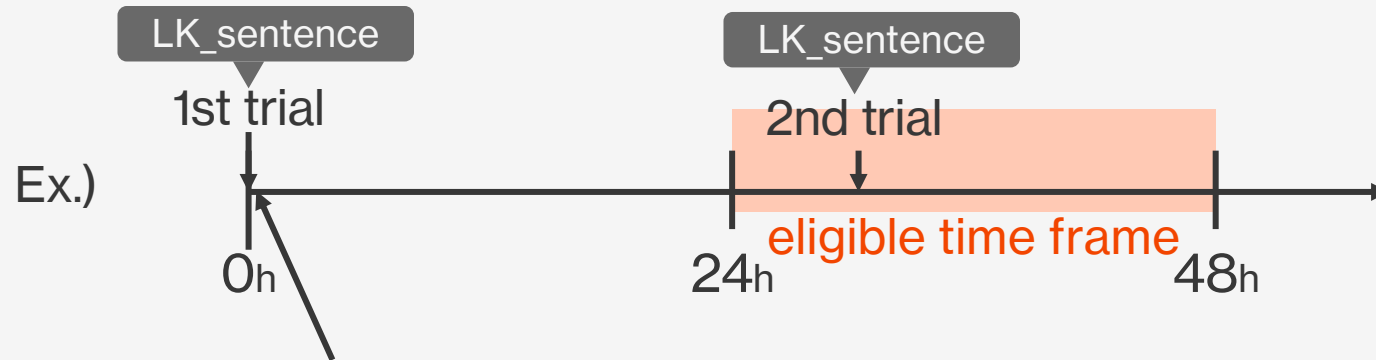 LK_sentence
LK_sentence
1st trial
2nd trial
Ex.)
eligible time frame
0h
24h
48h